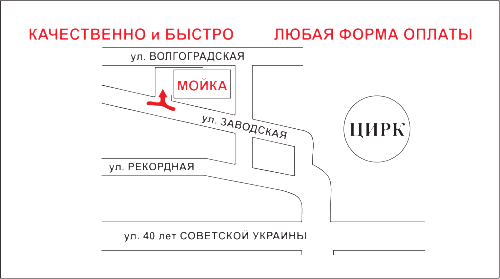 КАЧЕСТВЕННО и БЫСТРО
ЛЮБАЯ ФОРМА ОПЛАТЫ
ул. ВОЛГОГРАДСКАЯ
МОЙКА
ул. ЗАВОДСКАЯ
ЦИРК
ул. РЕКОРДНАЯ
ул. 40 лет СОВЕТСКОЙ УКРАИНЫ